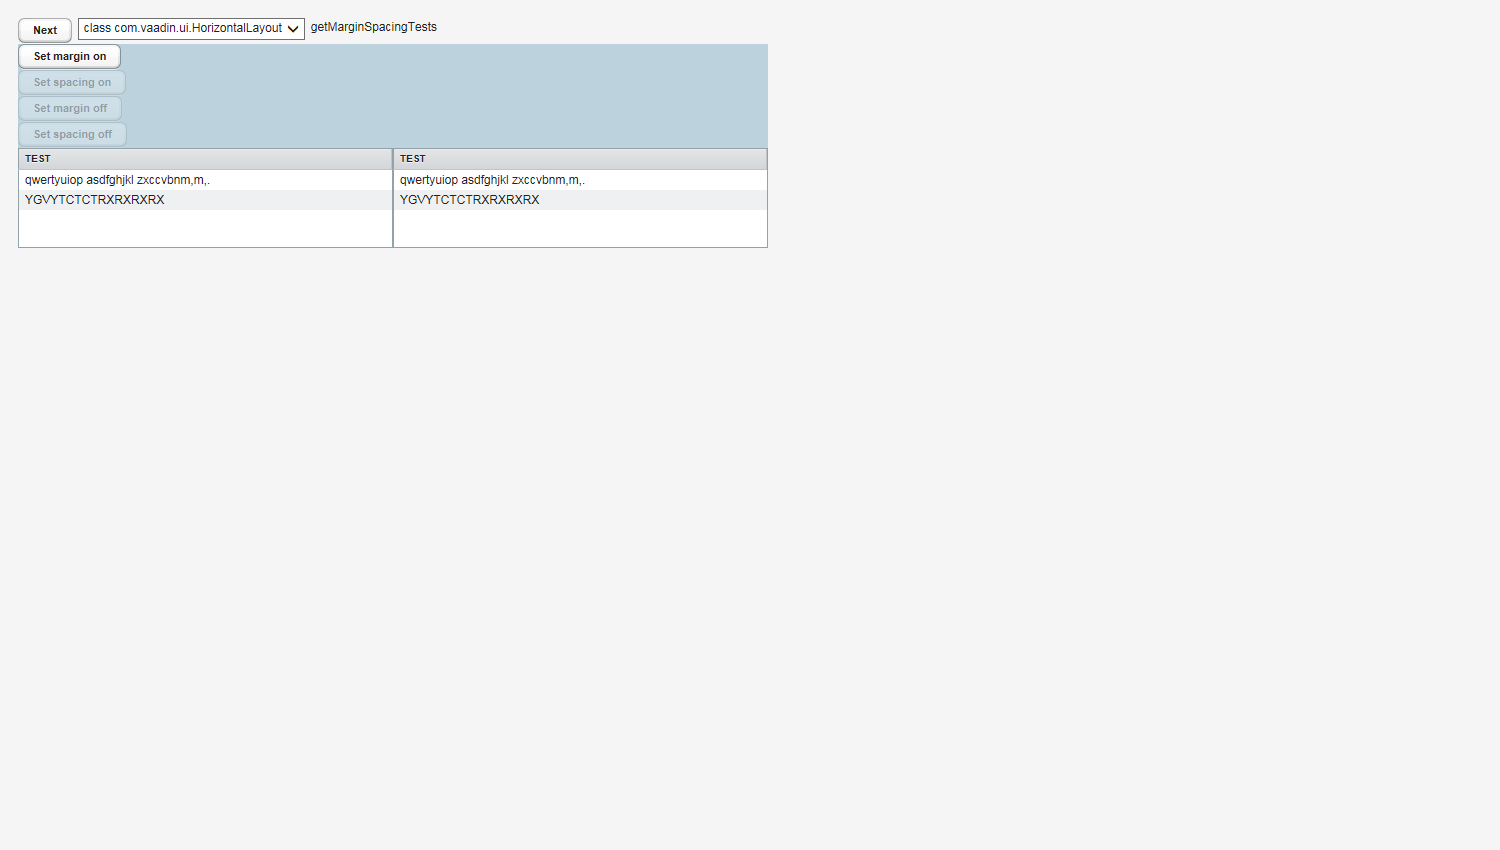 Next class com.vaadin.ui.HorizontalLayout getMarginSpacingTests
Set margin on
Set spacing on
Set margin off
Set spacing off
TEST TEST
qwertyuiop asdfghjkl zxccvbnm,m,. qwertyuiop asdfghjkl zxccvbnm,m,.
YGVYTCTCTRXRXRXRX YGVYTCTCTRXRXRXRX